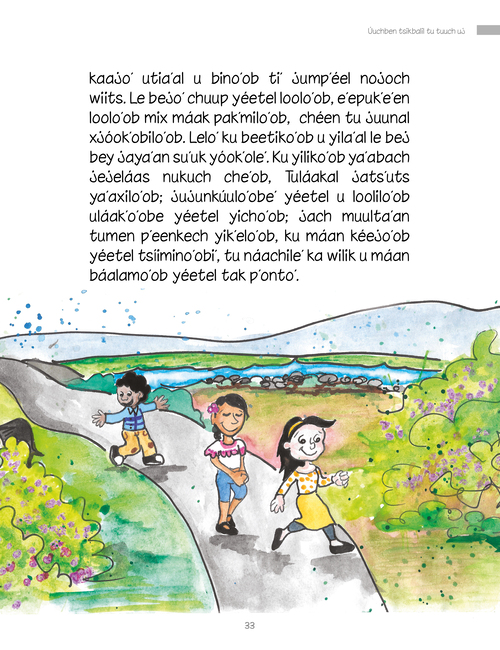 Úuchben tsikbalil tu tuuch uj
kaajo' utia'al u bino'ob ti' jump'éel nojoch
wiits. Le bejo' chuup yéetel loolo'ob, e'epuk'e'en
loolo'ob mix máak pak'milo'ob, chéen tu juunal
xjóok'obilo'ob. Lelo' ku beetiko'ob u yila'al le bej
bey jaya'an su'uk yóok'ole'. Ku yiliko'ob ya'abach
jejeláas nukuch che'ob, Tuláakal jats'uts
ya'axilo'ob; jujunkúulo'obe' yéetel u loolilo'ob
uláak'o'obe yéetel yicho'ob; jach muulta'an
tumen p'eenkech yik'elo'ob, ku máan kéejo'ob
yéetel tsíimino'obi', tu náachile' ka wilik u máan
báalamo'ob yéetel tak p'onto'.
33